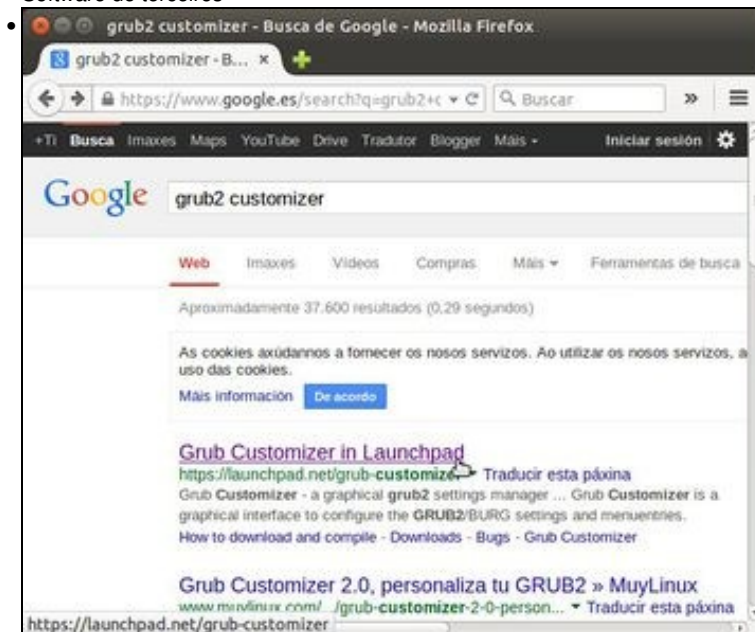 grub2 customizer - Busca de Google - Mozilla Firefox
grub2 customizer - B... ×
https://www.google.es/search?q=grub2+c Buscar »
+Ti Busca Imaxes Maps YouTube Drive Tradutor Blogger Máis Iniciar sesión
Google grub2 customizer
Web Imaxes Vídeos Compras Máis Ferramentas de busca
Aproximadamente 37.600 resultados (0,29 segundos)
As cookies axúdannos a fornecer os nosos servizos. Ao utilizar os nosos servizos, a
uso das cookies.
Máis información De acordo
Grub Customizer in Launchpad
https://launchpad.net/grub-customizer Traducir esta páxina
Grub Customizer - a graphical grub2 settings manager ... Grub Customizer is a
graphical interface to configure the GRUB2/BURG settings and menuentries.
How to download and compile - Downloads - Bugs - Grub Customizer
Grub Customizer 2.0, personaliza tu GRUB2 » MuyLinux
www.muylinux.com/.../grub-customizer-2-0-person... Traducir esta páxina
https://launchpad.net/grub-customizer